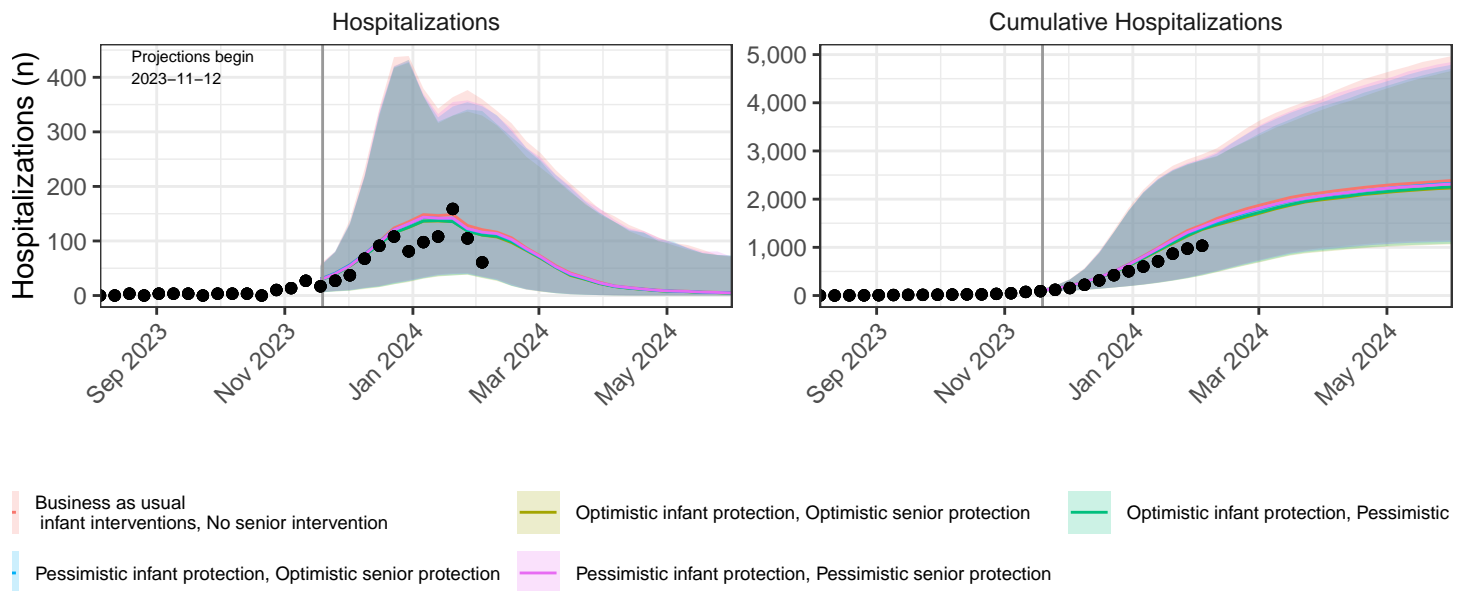 Hospitalizations
Cumulative Hospitalizations
Hospitalizations (n)
Projections begin
2023−11−12
400
300
200
100
0
Sep 2023
Nov 2023
Jan 2024
Mar 2024
May 2024
5,000
4,000
3,000
2,000
1,000
0
Sep 2023
Nov 2023
Jan 2024
Mar 2024
May 2024
Business as usual
infant interventions, No senior intervention
Optimistic infant protection, Optimistic senior protection
Optimistic infant protection, Pessimistic
Pessimistic infant protection, Optimistic senior protection
Pessimistic infant protection, Pessimistic senior protection